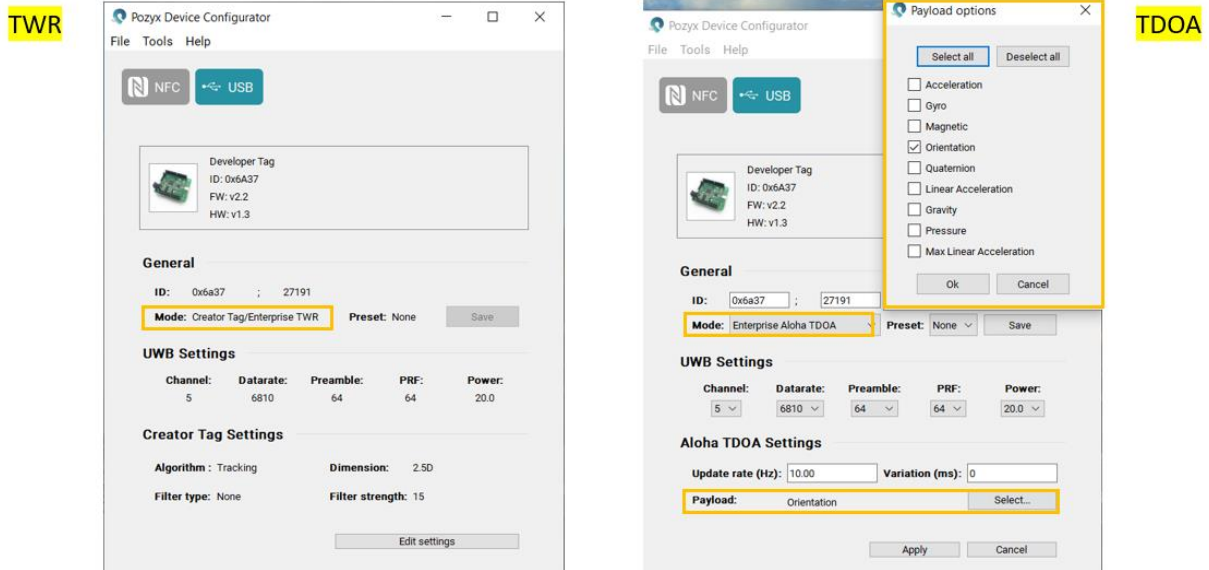 TWR
Pozyx Device Configurator
File Tools Help
NFC USB
Developer Tag
ID: 0x6A37
FW: v2.2
HW: v1.3
General
ID: 0x6a37 ; 27191
Mode: Creator Tag/Enterprise TWR Preset: None Save
UWB Settings
Channel: Datarate: Preamble: PRF: Power:
5 6810 64 64 20.0
Creator Tag Settings
Algorithm : Tracking Dimension: 2.5D
Filter type: None Filter strength: 15
Edit settings
Pozyx Device Configurator
File Tools Help
NFC USB
Developer Tag
ID: 0x6A37
FW: v2.2
HW: v1.3
General
ID: 0x6a37 ; 27191
Mode: Enterprise Aloha TDOA Preset: None Save
UWB Settings
Channel: Datarate: Preamble: PRF: Power:
5 6810 64 64 20.0
Aloha TDOA Settings
Update rate (Hz): 10.00 Variation (ms): 0
Payload: Orientation Select...
Apply Cancel
Payload options
Select all Deselect all
Acceleration
Gyro
Magnetic
Orientation
Quaternion
Linear Acceleration
Gravity
Pressure
Max Linear Acceleration
Ok Cancel
TDOA